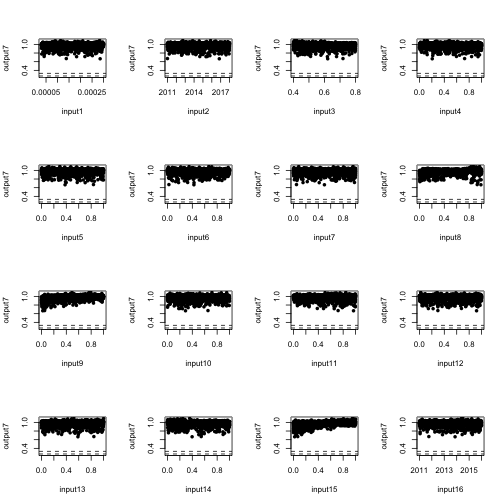 output7 1.0 0.4 output7 1.0 0.4 output7 1.0 0.4 output7 1.0 0.4
0.00005 0.00025 2011 2014 2017 0.4 0.5 0.6 0.7 0.8 0.0 0.4 0.8
input1 input2 input3 input4
output7 1.0 0.4 output7 1.0 0.4 output7 1.0 0.4 output7 1.0 0.4
0.0 0.4 0.8 0.0 0.4 0.8 0.0 0.4 0.8 0.0 0.4 0.8
input5 input6 input7 input8
output7 1.0 0.4 output7 1.0 0.4 output7 1.0 0.4 output7 1.0 0.4
0.0 0.4 0.8 0.0 0.4 0.8 0.0 0.4 0.8 0.0 0.4 0.8
input9 input10 input11 input12
output7 1.0 0.4 output7 1.0 0.4 output7 1.0 0.4 output7 1.0 0.4
0.0 0.4 0.8 0.0 0.4 0.8 0.0 0.4 0.8 2011 2013 2015
input13 input14 input15 input16